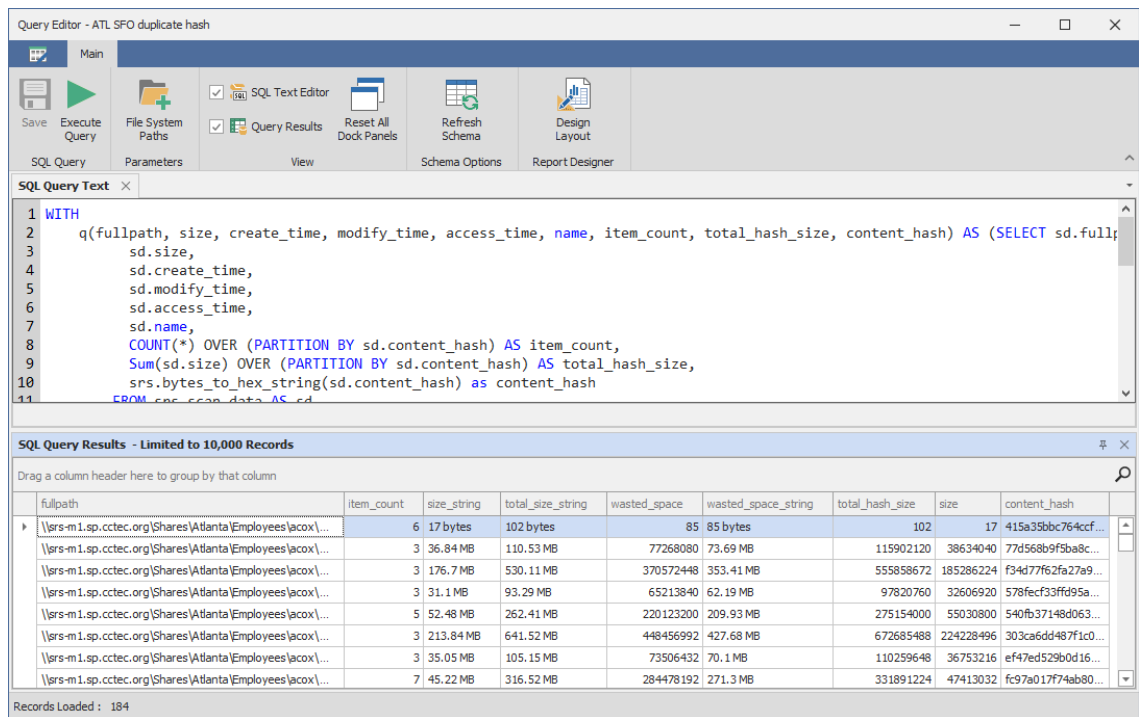 Query Editor - ATL SFO duplicate hash
Main
Save
Execute Query
File System Paths
SQL Text Editor
Query Results
Reset All Dock Panels
Refresh Schema
Design Layout
SQL Query
Parameters
View
Schema Options
Report Designer
SQL Query Text
1 WITH
2 q(fullpath, size, create_time, modify_time, access_time, name, item_count, total_hash_size, content_hash) AS (SELECT sd.fullp
3 sd.size,
4 sd.create_time,
5 sd.modify_time,
6 sd.access_time,
7 sd.name,
8 COUNT(*) OVER (PARTITION BY sd.content_hash) AS item_count,
9 Sum(sd.size) OVER (PARTITION BY sd.content_hash) AS total_hash_size,
10 srs.bytes_to_hex_string(sd.content_hash) as content_hash
11 FROM srs.scan_data AS sd
SQL Query Results - Limited to 10,000 Records
Drag a column header here to group by that column
fullpath item_count size_string total_size_string wasted_space wasted_space_string total_hash_size size content_hash
\\srs-m1.sp.cctec.org\Shares\Atlanta\Employees\acox\... 6 17 bytes 102 bytes 85 85 bytes 102 17 415a35bbc764ccf...
\\srs-m1.sp.cctec.org\Shares\Atlanta\Employees\acox\... 3 36.84 MB 110.53 MB 77268080 73.69 MB 115902120 38634040 77d568b9f5ba8c...
\\srs-m1.sp.cctec.org\Shares\Atlanta\Employees\acox\... 3 176.7 MB 530.11 MB 370572448 353.41 MB 555858672 185286224 f34d77f62fa27a9...
\\srs-m1.sp.cctec.org\Shares\Atlanta\Employees\acox\... 3 31.1 MB 93.29 MB 65213840 62.19 MB 97820760 32606920 578fecf33ffd95a...
\\srs-m1.sp.cctec.org\Shares\Atlanta\Employees\acox\... 5 52.48 MB 262.41 MB 220123200 209.93 MB 275154000 55030800 540fb37148d063...
\\srs-m1.sp.cctec.org\Shares\Atlanta\Employees\acox\... 3 213.84 MB 641.52 MB 448456992 427.68 MB 672685488 224228496 303ca6dd487f1c0...
\\srs-m1.sp.cctec.org\Shares\Atlanta\Employees\acox\... 3 35.05 MB 105.15 MB 73506432 70.1 MB 110259648 36753216 ef47ed529b0d16...
\\srs-m1.sp.cctec.org\Shares\Atlanta\Employees\acox\... 7 45.22 MB 316.52 MB 284478192 271.3 MB 331891224 47413032 fc97a017f74ab80...
Records Loaded : 184